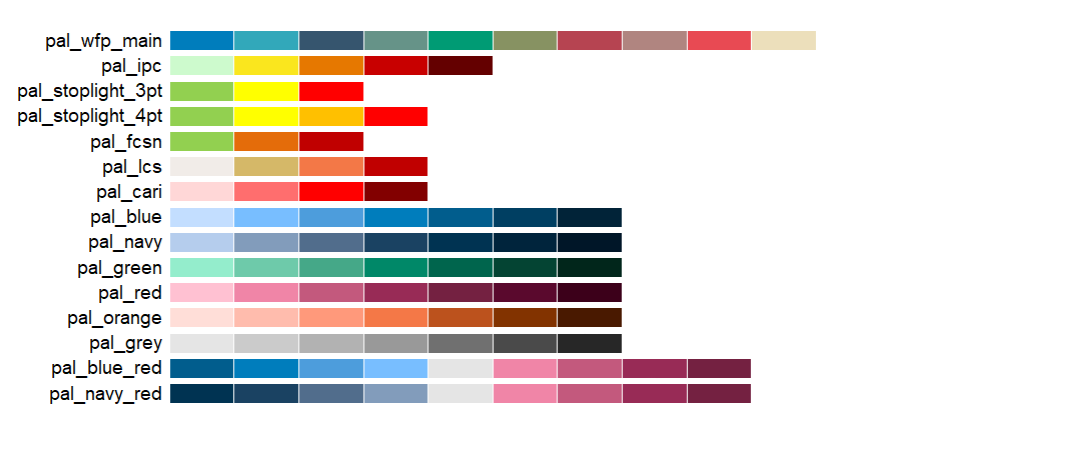 pal_wfp_main
pal_ipc
pal_stoplight_3pt
pal_stoplight_4pt
pal_fcsn
pal_lcs
pal_cari
pal_blue
pal_navy
pal_green
pal_red
pal_orange
pal_grey
pal_blue_red
pal_navy_red